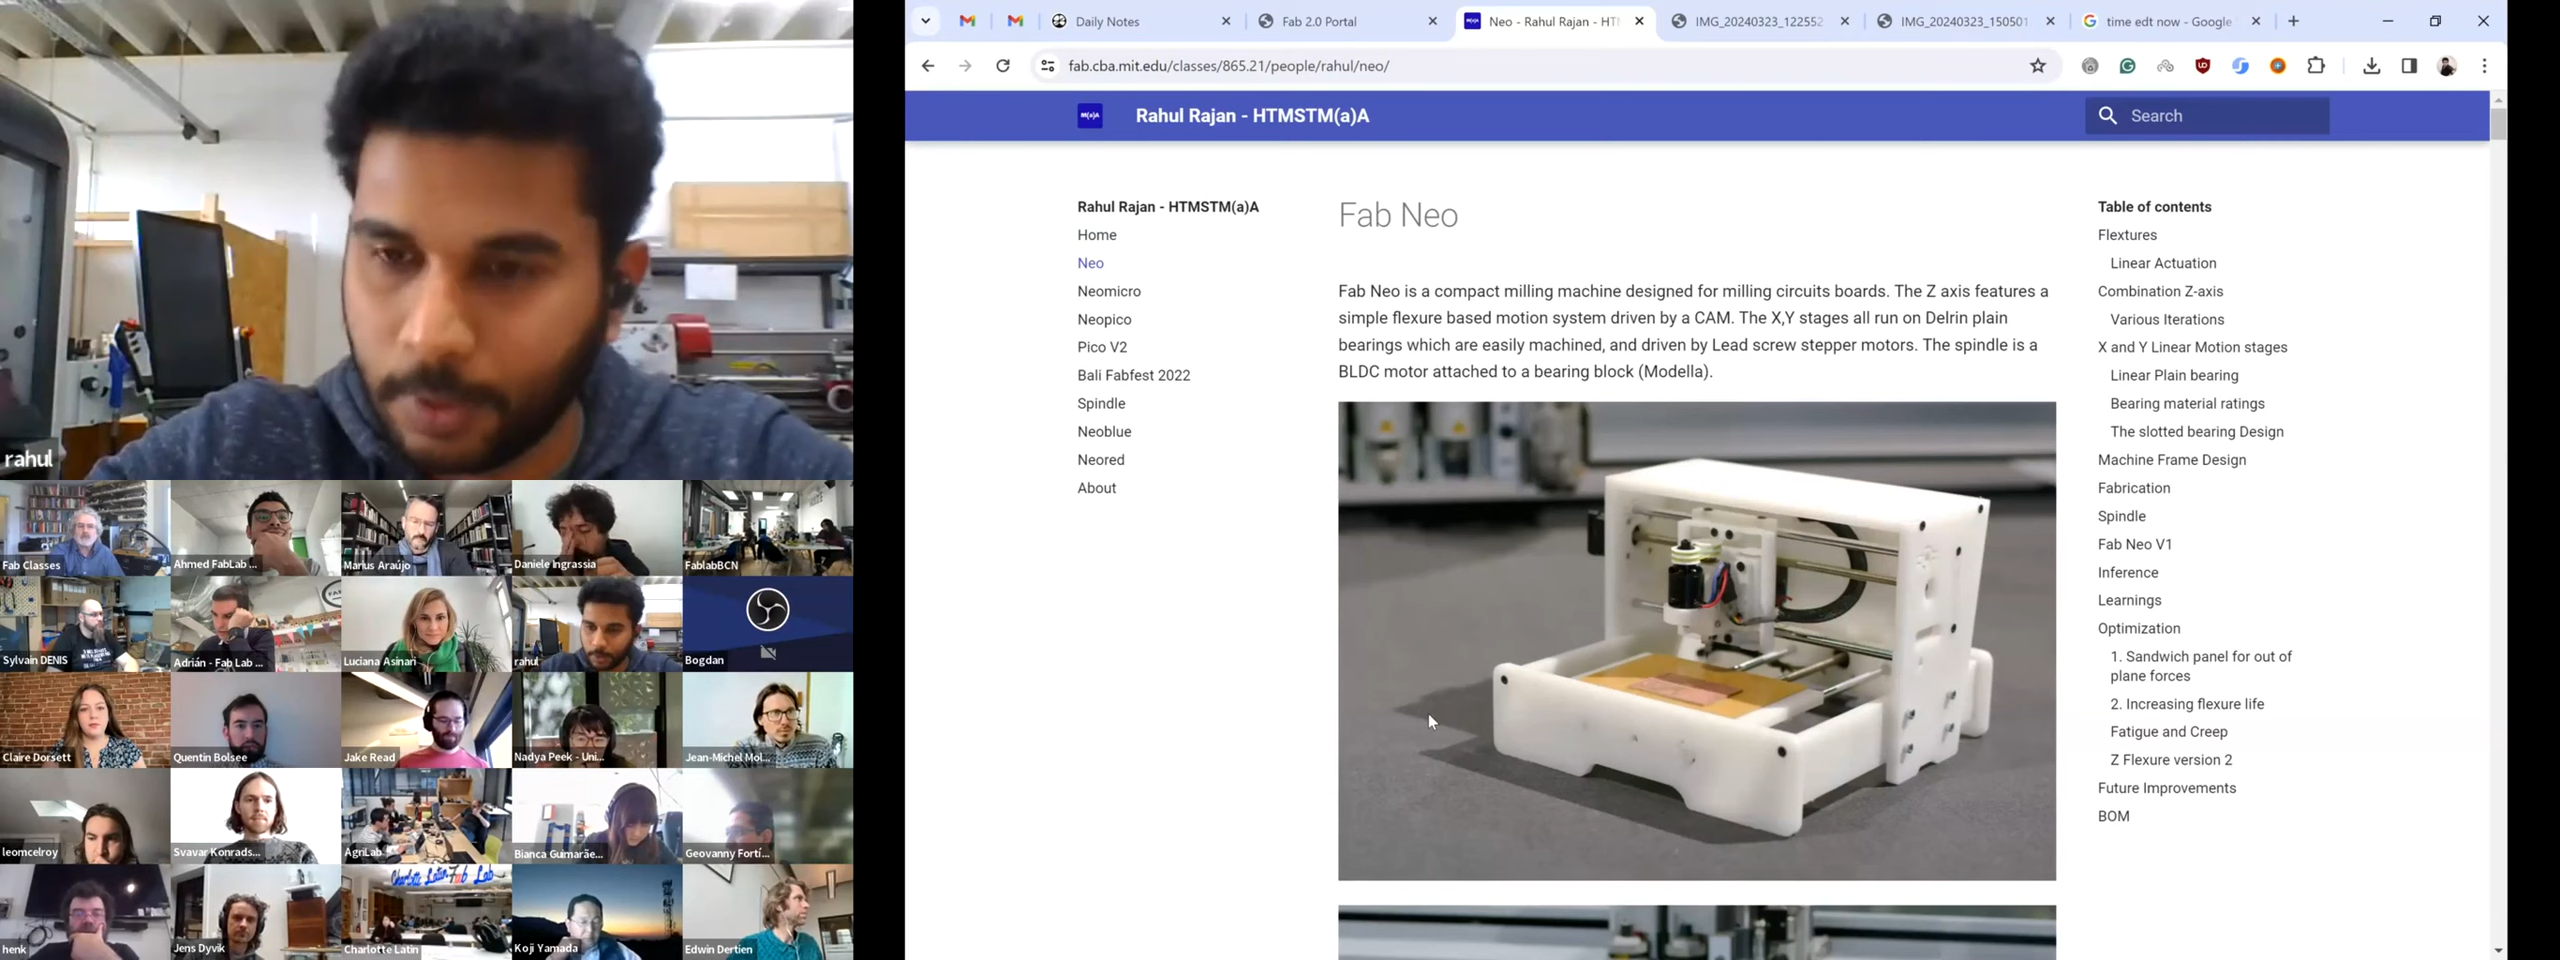 rahul
Fab Classes
Ahmed FabLab ...
Marius Araújo
Daniele Ingrassia
FablabBCN
Sylvain DENIS
Adrián - Fab Lab ...
Luciana Asinari
rahul
Bogdan
Claire Dorsett
Quentin Bolsee
Jake Read
Nadya Peek - Uni...
Jean-Michel Mol...
leomcelroy
Svavar Konrads...
AgriLab
Bianca Guimarãe...
Geovanny Fortí...
Charlotte Latin Fab Lab
henk
Jens Dyvik
Charlotte Latin
Koji Yamada
Edwin Dertien
Daily Notes
Fab 2.0 Portal
Neo - Rahul Rajan - HT
IMG_20240323_122552
IMG_20240323_150501
time edt now - Google
fab.cba.mit.edu/classes/865.21/people/rahul/neo/
Rahul Rajan - HTMSTM(a)A
Search
Rahul Rajan - HTMSTM(a)A
Home
Neo
Neomicro
Neopico
Pico V2
Bali Fabfest 2022
Spindle
Neoblue
Neored
About
Fab Neo
Fab Neo is a compact milling machine designed for milling circuits boards. The Z axis features a
simple flexure based motion system driven by a CAM. The X,Y stages all run on Delrin plain
bearings which are easily machined, and driven by Lead screw stepper motors. The spindle is a
BLDC motor attached to a bearing block (Modella).
Table of contents
Flextures
Linear Actuation
Combination Z-axis
Various Iterations
X and Y Linear Motion stages
Linear Plain bearing
Bearing material ratings
The slotted bearing Design
Machine Frame Design
Fabrication
Spindle
Fab Neo V1
Inference
Learnings
Optimization
1. Sandwich panel for out of
plane forces
2. Increasing flexure life
Fatigue and Creep
Z Flexure version 2
Future Improvements
BOM